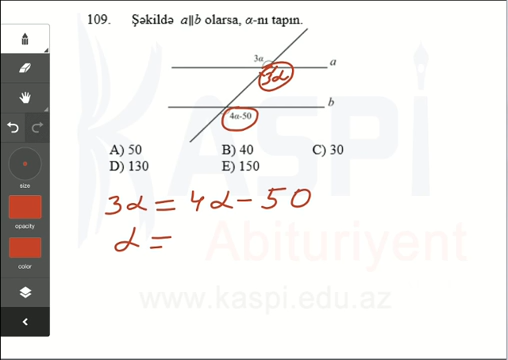 109. Şəkildə a∥b olarsa, α-nı tapın.
3α
a
3α
b
4α-50
A) 50 B) 40 C) 30
D) 130 E) 150
3α = 4α - 50
α =
size
opacity
color
KASPI
Abituriyent
www.kaspi.edu.az